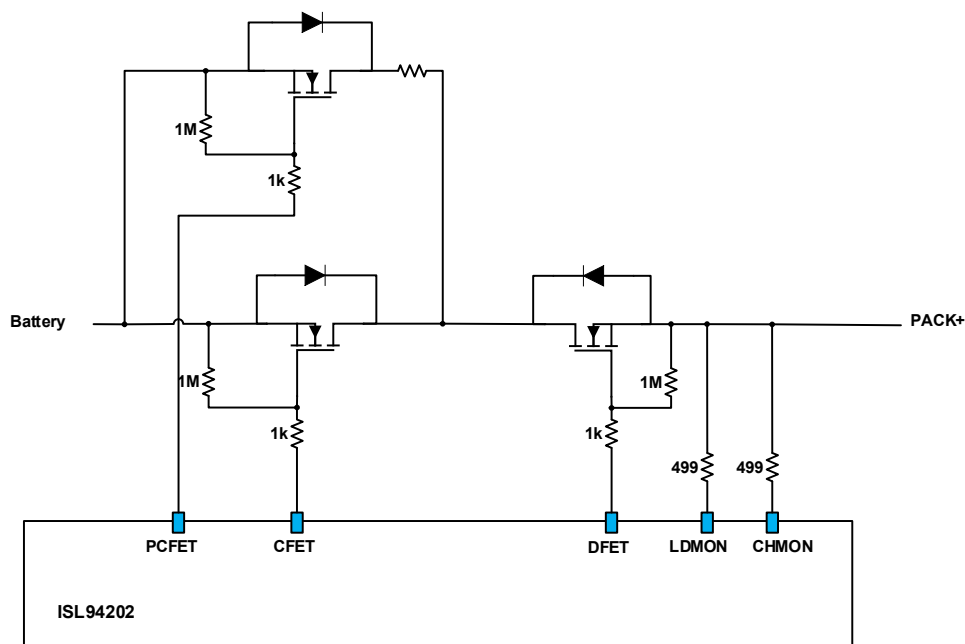 1M
1k
Battery
PACK+
1M
1M
1k
1k
499
499
PCFET
CFET
DFET
LDMON
CHMON
ISL94202